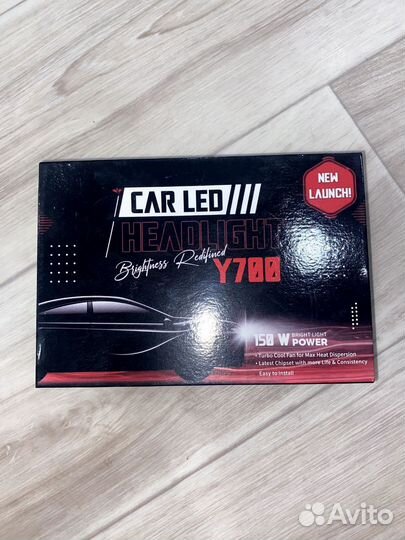 NEW
LAUNCH!
CAR LED
HEADLIGHT
Brightness Redifined
Y700
150 W BRIGHT LIGHT
POWER
• Turbo Cool Fan for Max Heat Dispersion
• Latest Chipset with more Life & Consistency
Easy to Install
Avito